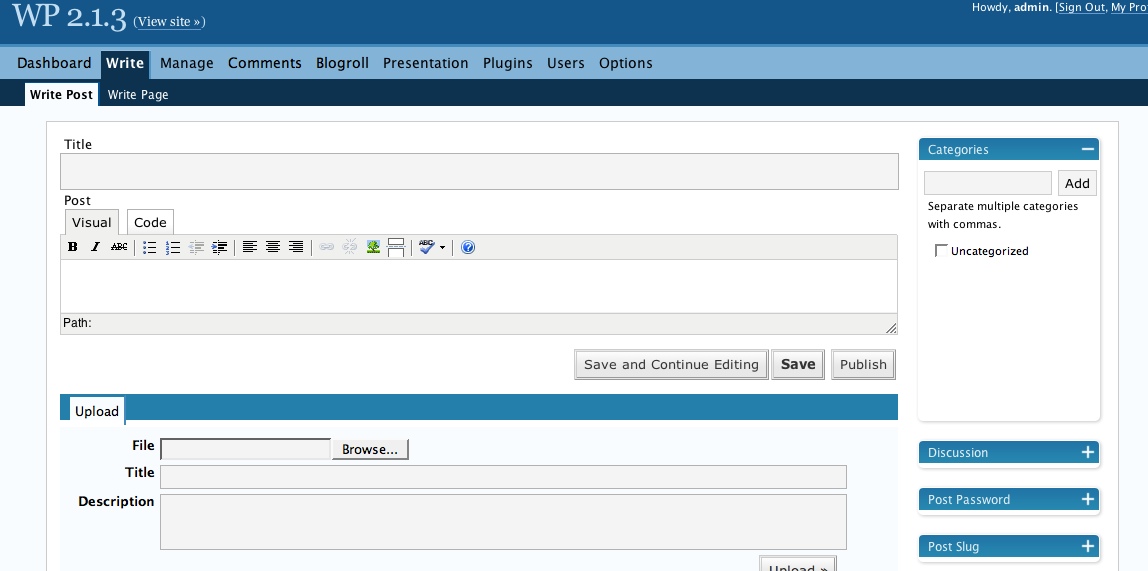 WP 2.1.3 (View site »)
Howdy, admin. [Sign Out, My Pro
Dashboard Write Manage Comments Blogroll Presentation Plugins Users Options
Write Post Write Page
Title
Post
Visual Code
B I ABC ABC ?
Path:
Save and Continue Editing Save Publish
Upload
File Browse...
Title
Description
Upload »
Categories
Add
Separate multiple categories
with commas.
Uncategorized
Discussion
Post Password
Post Slug